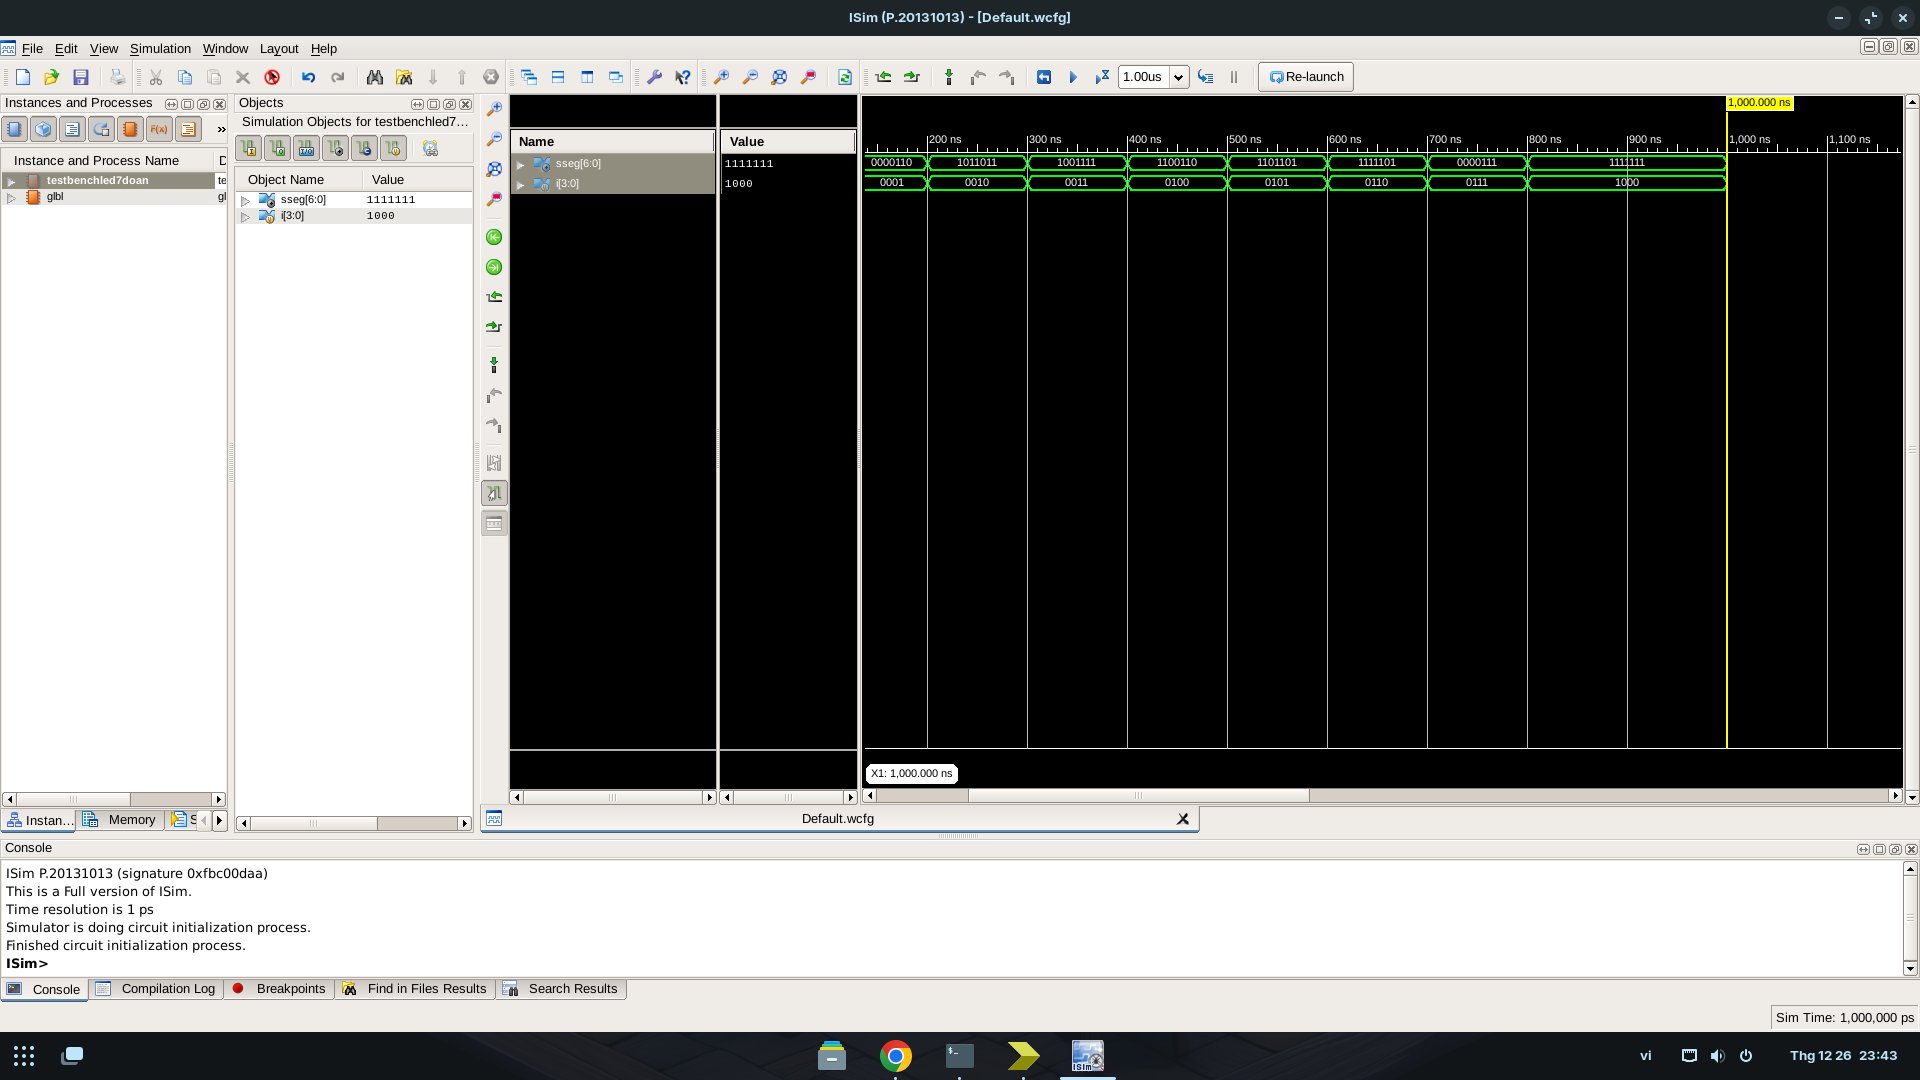 ISim (P.20131013) - [Default.wcfg]
File Edit View Simulation Window Layout Help
1.00us Re-launch
Instances and Processes
Instance and Process Name D
testbenchled7doan te
glbl gl
Instan... Memory S
Objects
Simulation Objects for testbenchled7...
Object Name Value
sseg[6:0] 1111111
i[3:0] 1000
Name Value
sseg[6:0] 1111111
i[3:0] 1000
1,000.000 ns
200 ns 300 ns 400 ns 500 ns 600 ns 700 ns 800 ns 900 ns 1,000 ns 1,100 ns
0000110 1011011 1001111 1100110 1101101 1111101 0000111 1111111
0001 0010 0011 0100 0101 0110 0111 1000
X1: 1,000.000 ns
Default.wcfg
Console
ISim P.20131013 (signature 0xfbc00daa)
This is a Full version of ISim.
Time resolution is 1 ps
Simulator is doing circuit initialization process.
Finished circuit initialization process.
ISim>
Console Compilation Log Breakpoints Find in Files Results Search Results
Sim Time: 1,000,000 ps
vi Thg 12 26 23:43